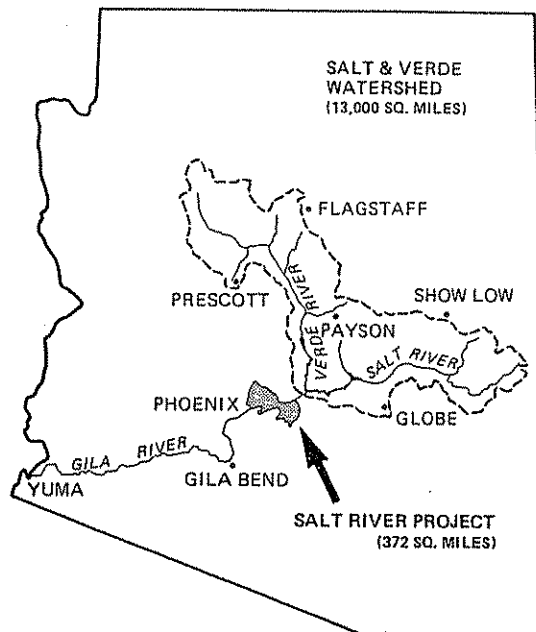 SALT & VERDE
WATERSHED
(13,000 SQ. MILES)
FLAGSTAFF
PRESCOTT
VERDE RIVER
PAYSON
SHOW LOW
SALT RIVER
PHOENIX
GLOBE
GILA RIVER
YUMA
GILA BEND
SALT RIVER PROJECT
(372 SQ. MILES)